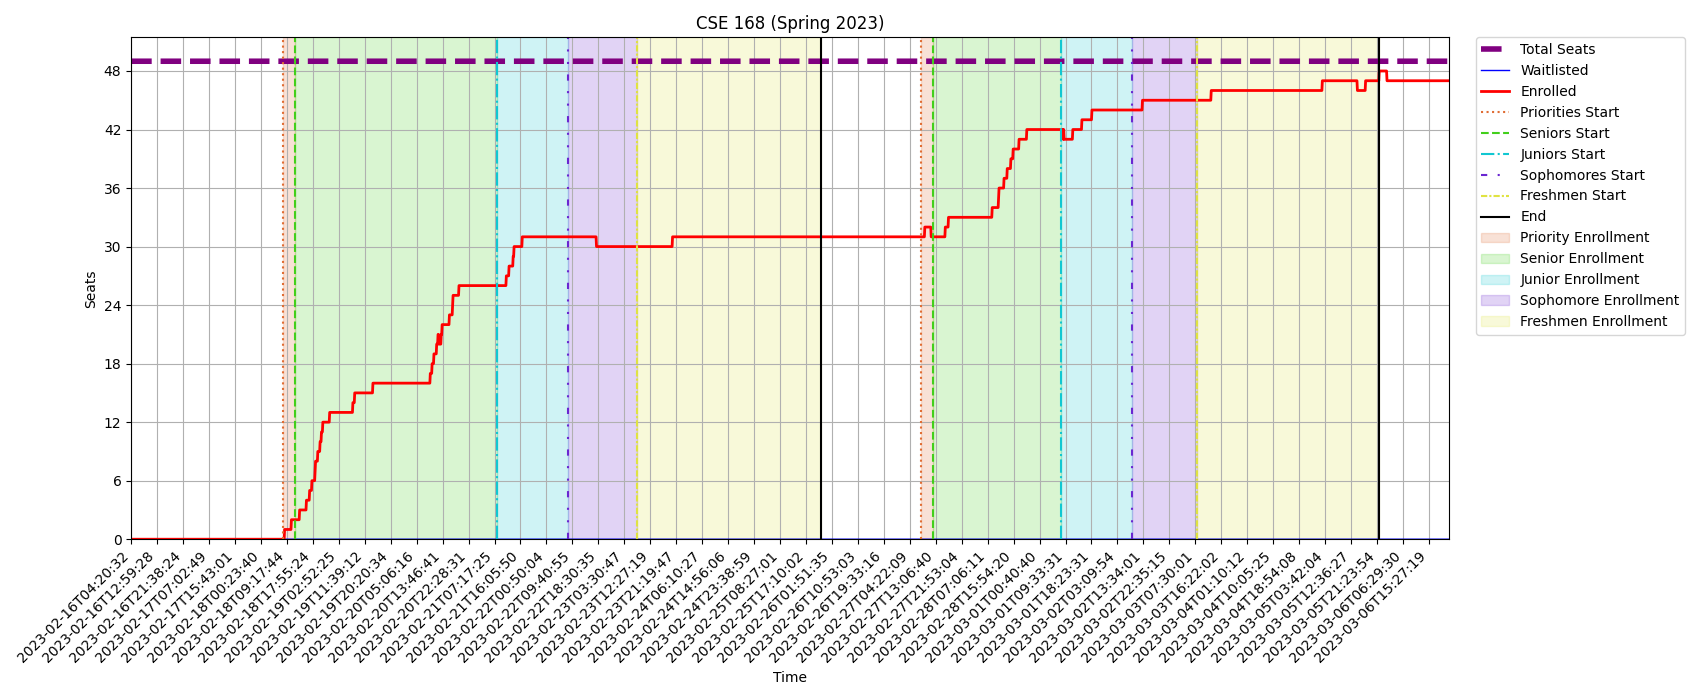 CSE 168 (Spring 2023)
Seats
48
42
36
30
24
18
12
6
0
2023-02-16T04:20:32
2023-02-16T12:59:28
2023-02-16T21:38:24
2023-02-17T07:02:49
2023-02-17T15:43:01
2023-02-18T00:23:40
2023-02-18T09:17:44
2023-02-18T17:55:24
2023-02-19T02:52:25
2023-02-19T11:39:12
2023-02-19T20:20:34
2023-02-20T05:06:16
2023-02-20T13:46:41
2023-02-20T22:28:31
2023-02-21T07:17:25
2023-02-21T16:05:50
2023-02-22T00:50:04
2023-02-22T09:40:55
2023-02-22T18:30:35
2023-02-23T03:30:47
2023-02-23T12:27:19
2023-02-23T21:19:47
2023-02-24T06:10:27
2023-02-24T14:56:06
2023-02-24T23:38:59
2023-02-25T08:27:01
2023-02-25T17:10:02
2023-02-26T01:51:35
2023-02-26T10:53:03
2023-02-26T19:33:16
2023-02-27T04:22:09
2023-02-27T13:06:40
2023-02-27T21:53:04
2023-02-28T07:06:11
2023-02-28T15:54:20
2023-03-01T00:40:40
2023-03-01T09:33:31
2023-03-01T18:23:31
2023-03-02T03:09:54
2023-03-02T13:34:01
2023-03-02T22:35:15
2023-03-03T07:30:01
2023-03-03T16:22:02
2023-03-04T01:10:12
2023-03-04T10:05:25
2023-03-04T18:54:08
2023-03-05T03:42:04
2023-03-05T12:36:27
2023-03-05T21:23:54
2023-03-06T06:29:30
2023-03-06T15:27:19
Time
Total Seats
Waitlisted
Enrolled
Priorities Start
Seniors Start
Juniors Start
Sophomores Start
Freshmen Start
End
Priority Enrollment
Senior Enrollment
Junior Enrollment
Sophomore Enrollment
Freshmen Enrollment